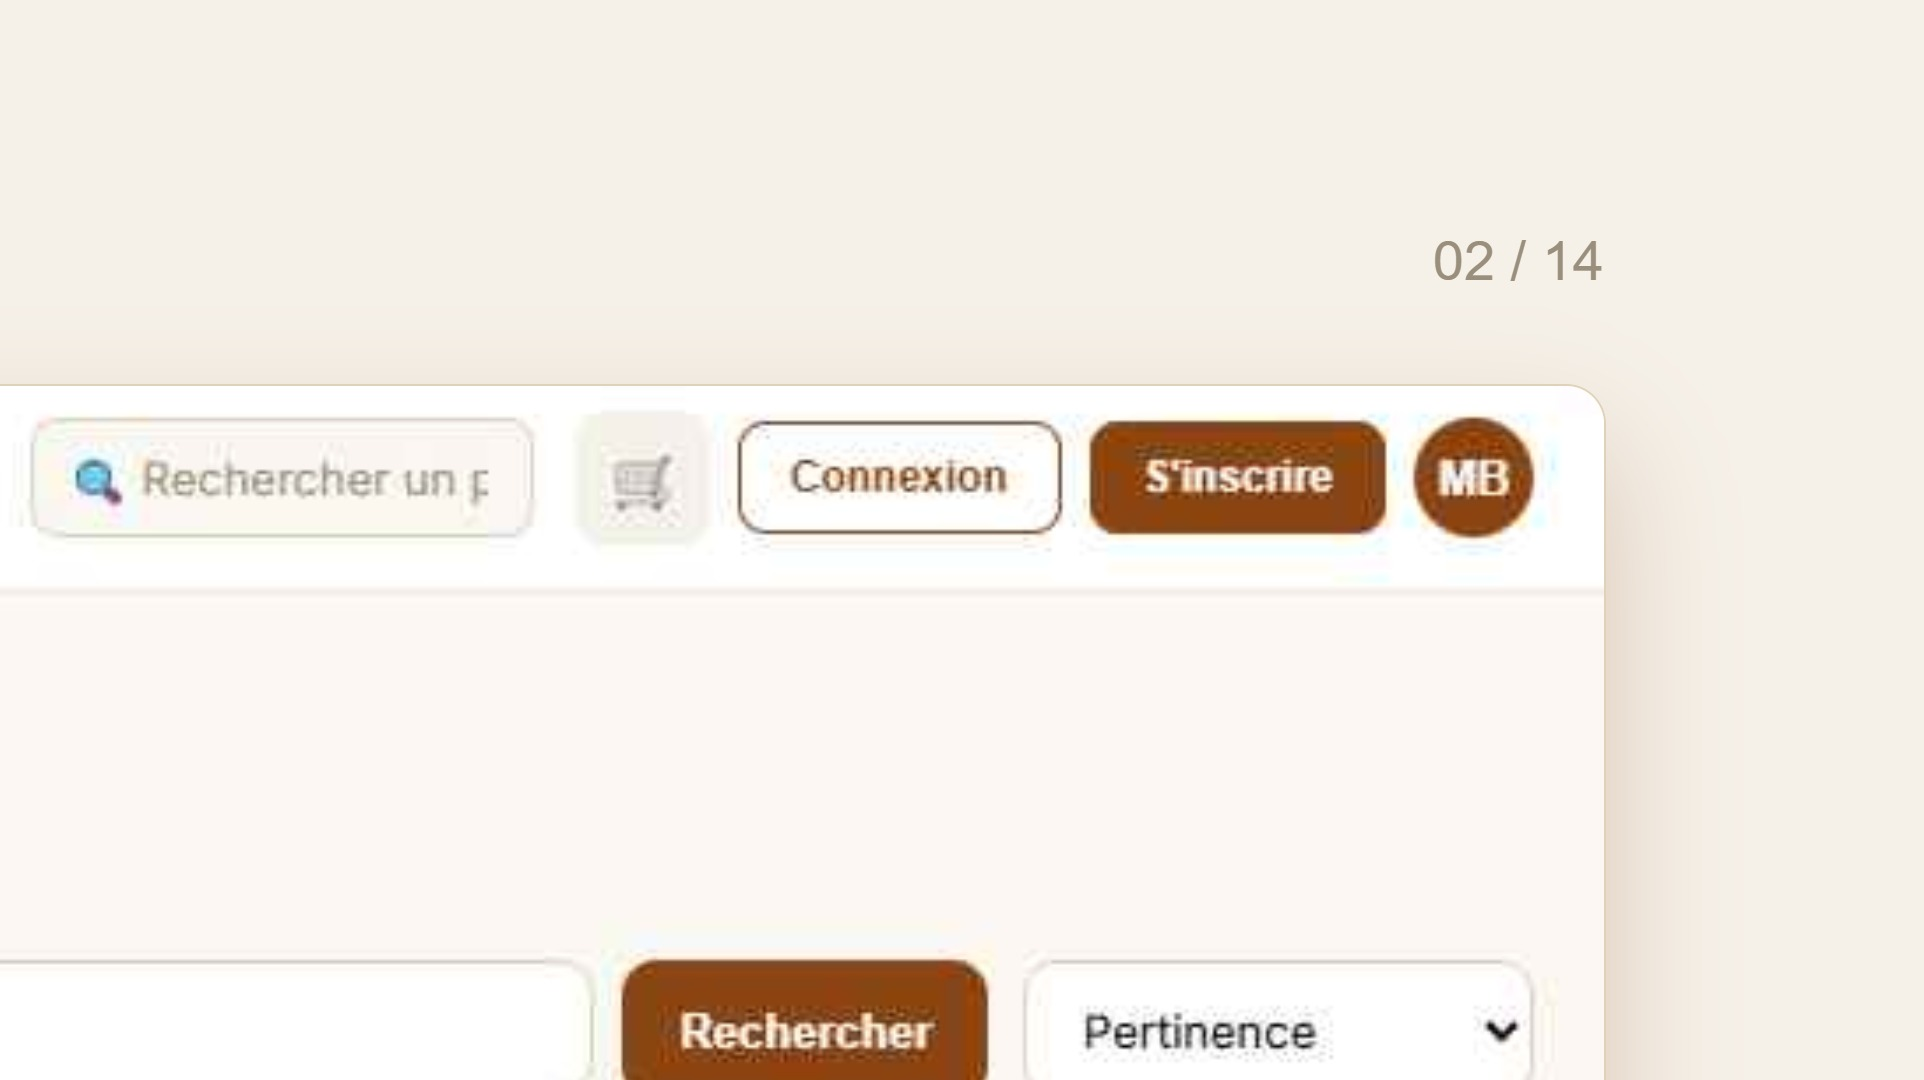 02 / 14
Rechercher un p
Connexion
S'inscrire
MB
Rechercher
Pertinence